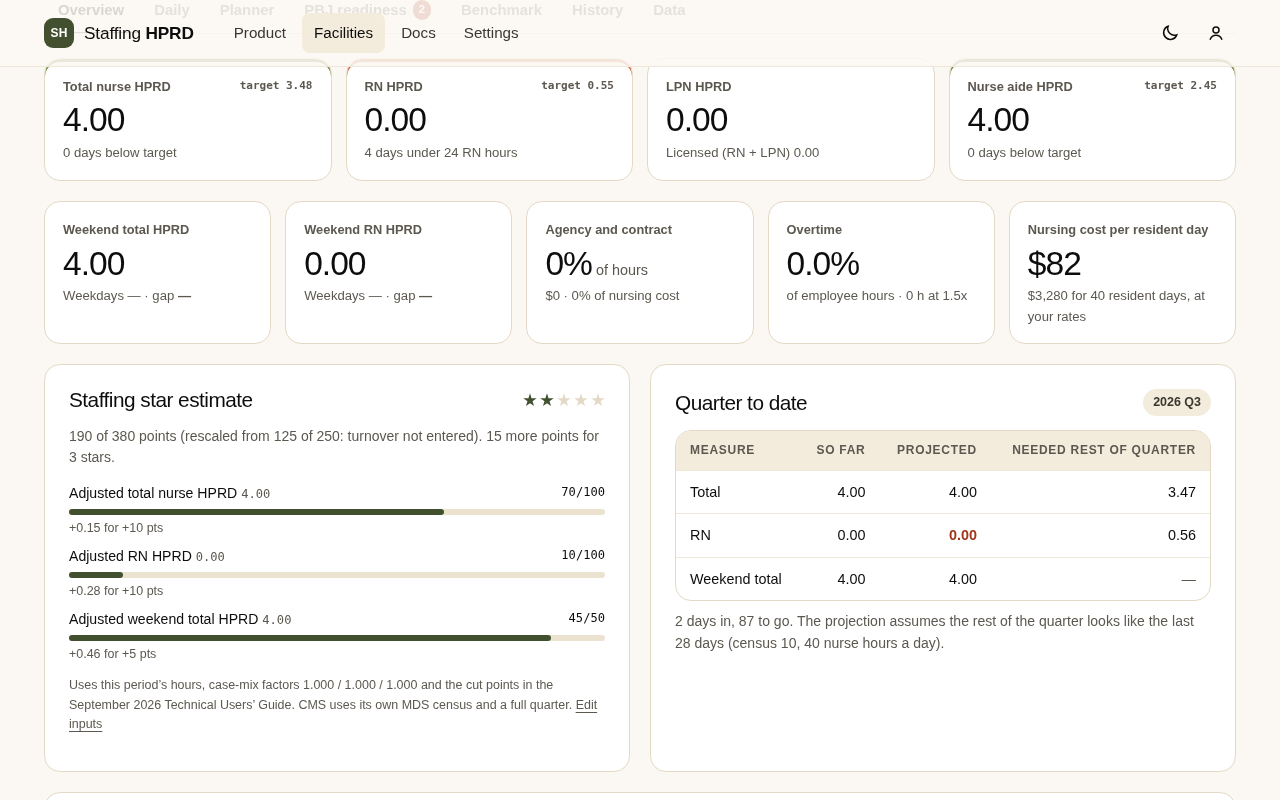 Overview Daily Planner PBJ readiness 2 Benchmark History Data
SH Staffing HPRD Product Facilities Docs Settings
Total nurse HPRD target 3.48
4.00
0 days below target
RN HPRD target 0.55
0.00
4 days under 24 RN hours
LPN HPRD
0.00
Licensed (RN + LPN) 0.00
Nurse aide HPRD target 2.45
4.00
0 days below target
Weekend total HPRD
4.00
Weekdays — · gap —
Weekend RN HPRD
0.00
Weekdays — · gap —
Agency and contract
0% of hours
$0 · 0% of nursing cost
Overtime
0.0%
of employee hours · 0 h at 1.5x
Nursing cost per resident day
$82
$3,280 for 40 resident days, at
your rates
Staffing star estimate ★★★★★
190 of 380 points (rescaled from 125 of 250: turnover not entered). 15 more points for
3 stars.
Adjusted total nurse HPRD 4.00 70/100
+0.15 for +10 pts
Adjusted RN HPRD 0.00 10/100
+0.28 for +10 pts
Adjusted weekend total HPRD 4.00 45/50
+0.46 for +5 pts
Uses this period’s hours, case-mix factors 1.000 / 1.000 / 1.000 and the cut points in the
September 2026 Technical Users’ Guide. CMS uses its own MDS census and a full quarter. Edit
inputs
Quarter to date 2026 Q3
MEASURE SO FAR PROJECTED NEEDED REST OF QUARTER
Total 4.00 4.00 3.47
RN 0.00 0.00 0.56
Weekend total 4.00 4.00 —
2 days in, 87 to go. The projection assumes the rest of the quarter looks like the last
28 days (census 10, 40 nurse hours a day).